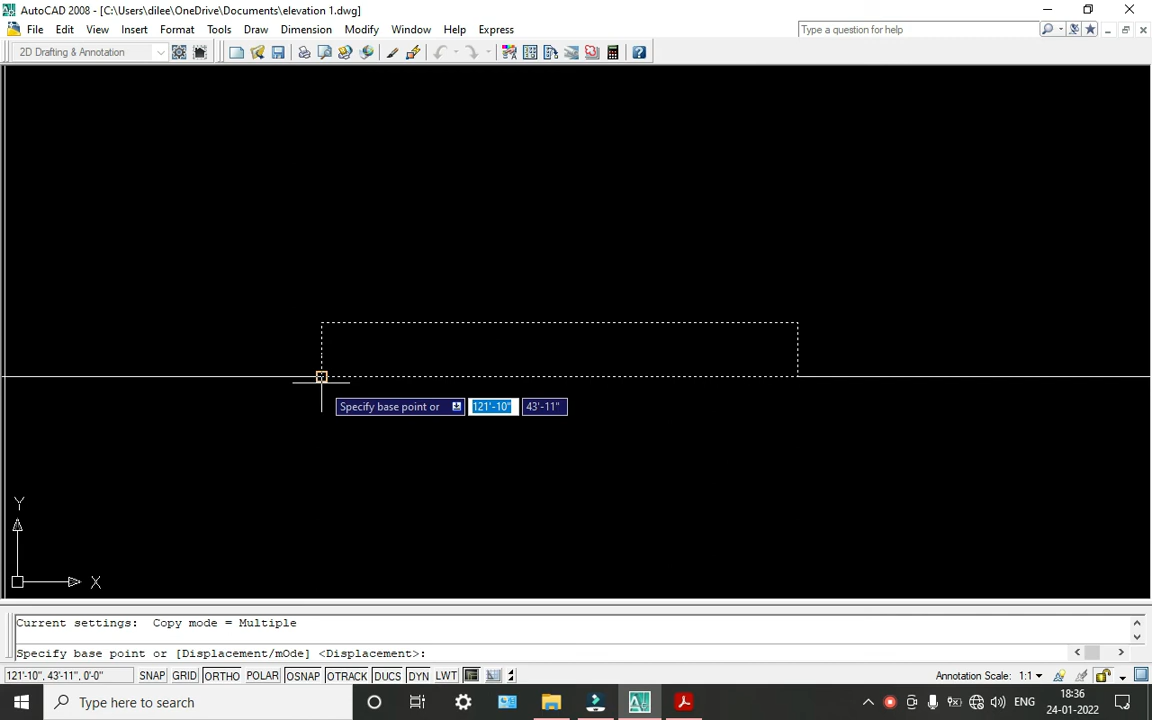 AutoCAD 2008 - [C:\Users\dilee\OneDrive\Documents\elevation 1.dwg]
File Edit View Insert Format Tools Draw Dimension Modify Window Help Express
Type a question for help
2D Drafting & Annotation
Specify base point or 121'-10" 43'-11"
Y
X
Current settings: Copy mode = Multiple
Specify base point or [Displacement/mOde] <Displacement>:
121'-10", 43'-11", 0'-0" SNAP GRID ORTHO POLAR OSNAP OTRACK DUCS DYN LWT Annotation Scale: 1:1
Type here to search
ENG
18:36
24-01-2022